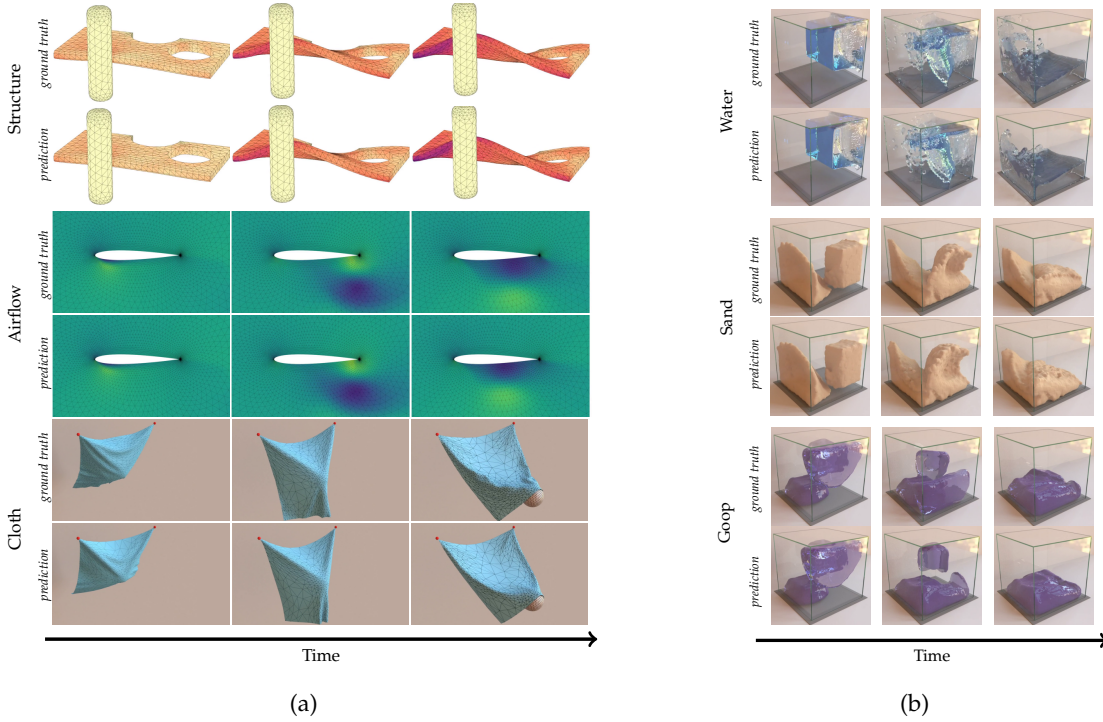 Structure
ground truth
prediction
Airflow
ground truth
prediction
Cloth
ground truth
prediction
Time
(a)
Water
ground truth
prediction
Sand
ground truth
prediction
Goop
ground truth
prediction
Time
(b)